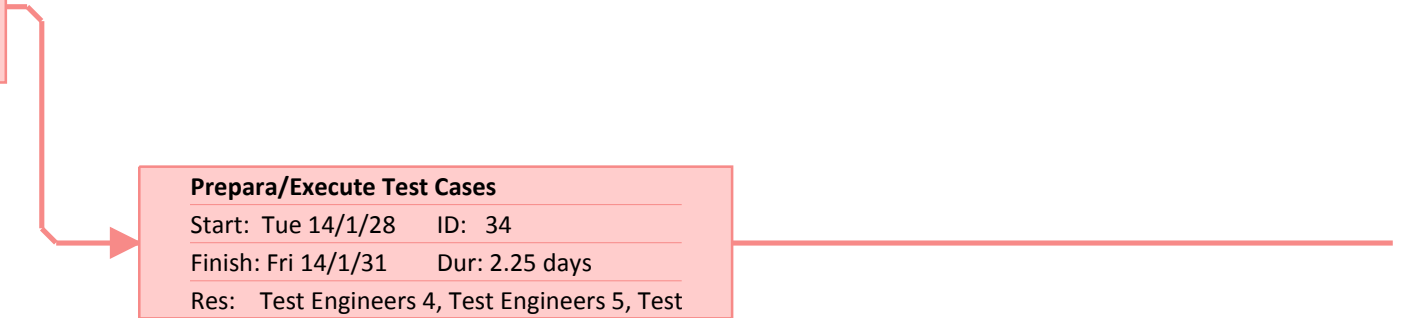 Prepara/Execute Test Cases
Start: Tue 14/1/28 ID: 34
Finish: Fri 14/1/31 Dur: 2.25 days
Res: Test Engineers 4, Test Engineers 5, Test